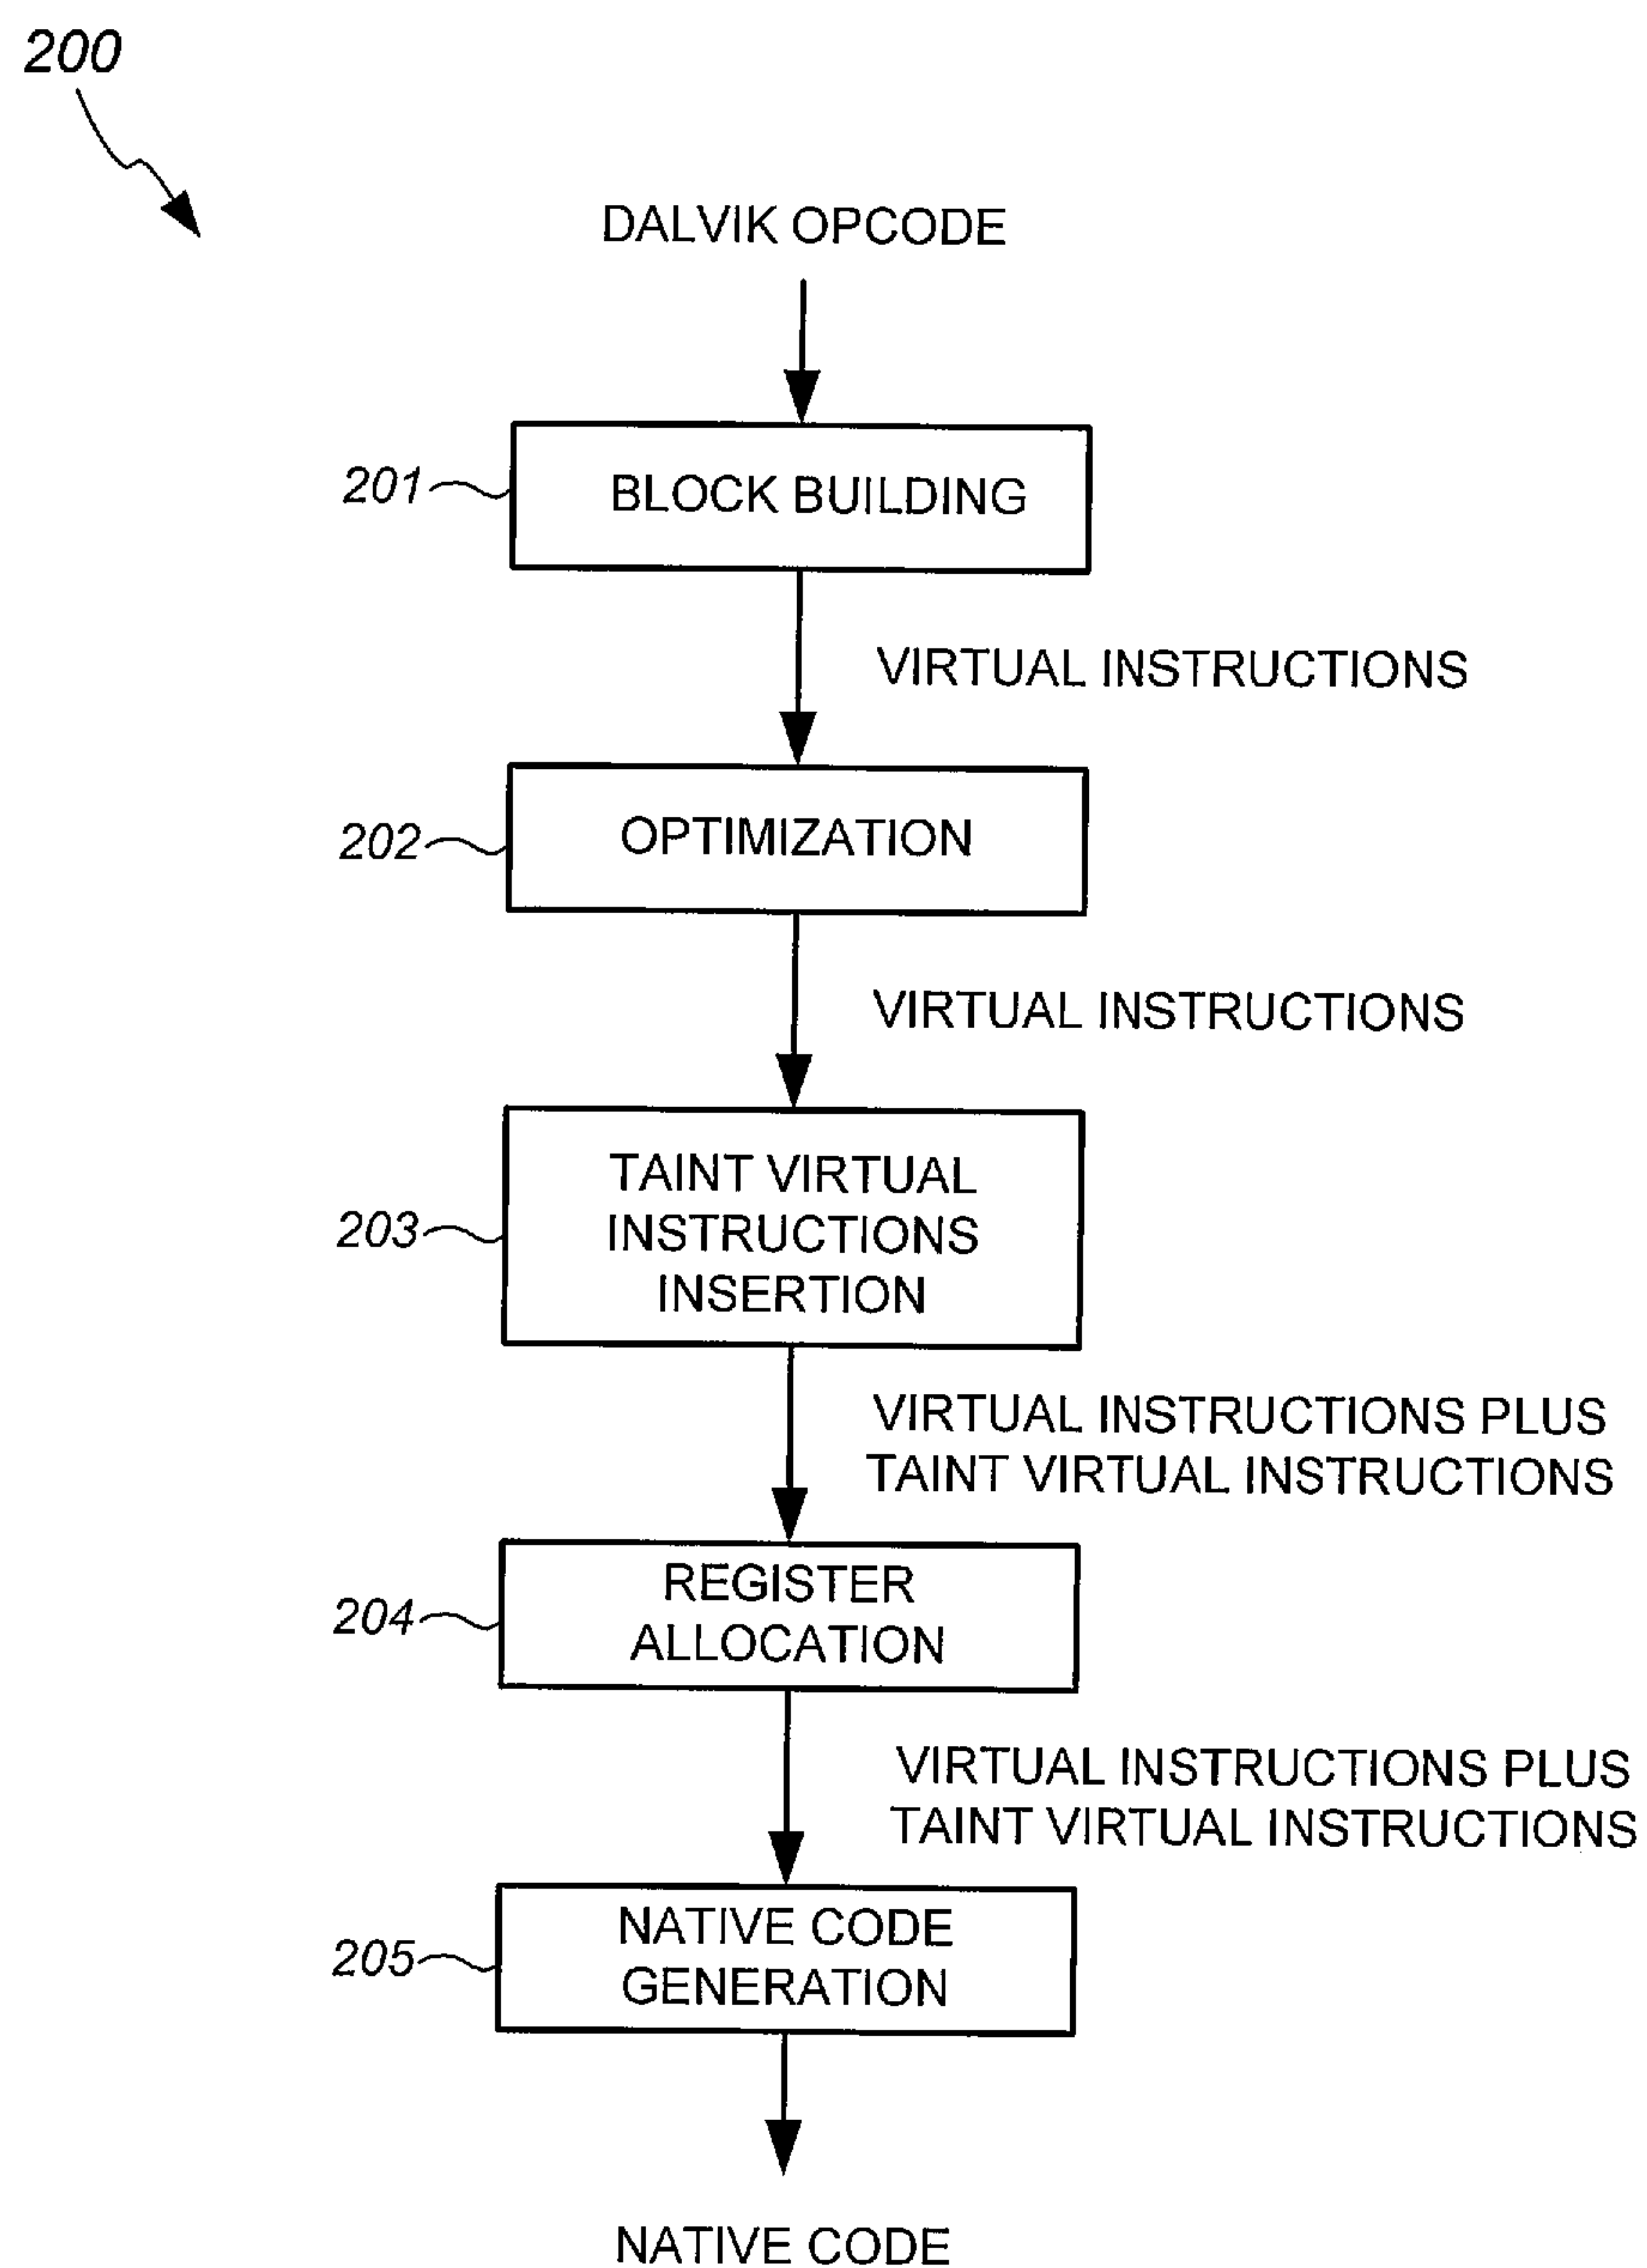 200
DALVIK OPCODE
201
BLOCK BUILDING
VIRTUAL INSTRUCTIONS
202
OPTIMIZATION
VIRTUAL INSTRUCTIONS
203
TAINT VIRTUAL
INSTRUCTIONS
INSERTION
VIRTUAL INSTRUCTIONS PLUS
TAINT VIRTUAL INSTRUCTIONS
204
REGISTER
ALLOCATION
VIRTUAL INSTRUCTIONS PLUS
TAINT VIRTUAL INSTRUCTIONS
205
NATIVE CODE
GENERATION
NATIVE CODE